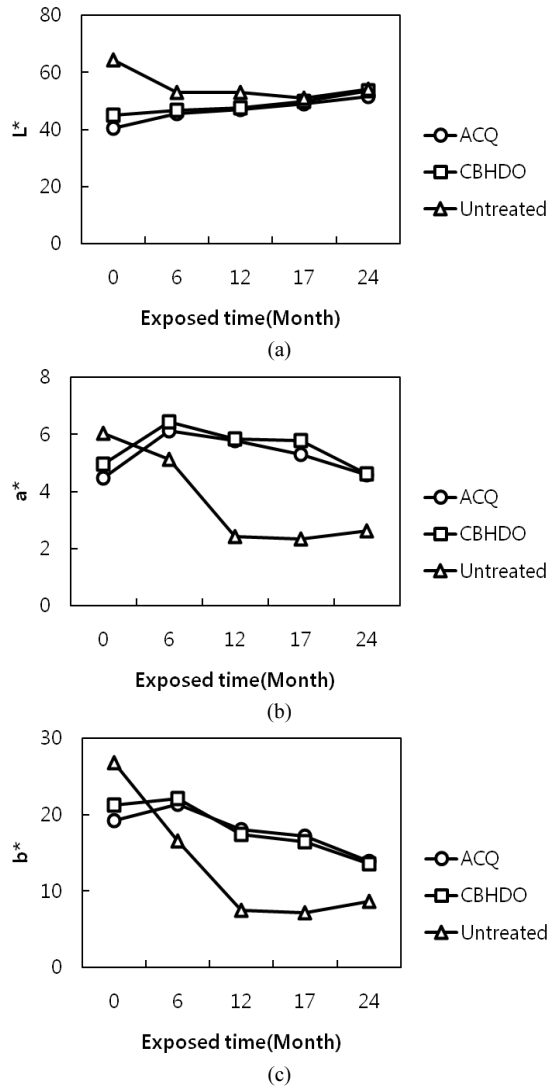 80
60
40
20
0
L*
0 6 12 17 24
Exposed time(Month)
ACQ
CBHDO
Untreated
(a)
8
6
4
2
0
a*
0 6 12 17 24
Exposed time(Month)
ACQ
CBHDO
Untreated
(b)
30
20
10
0
b*
0 6 12 17 24
Exposed time(Month)
ACQ
CBHDO
Untreated
(c)